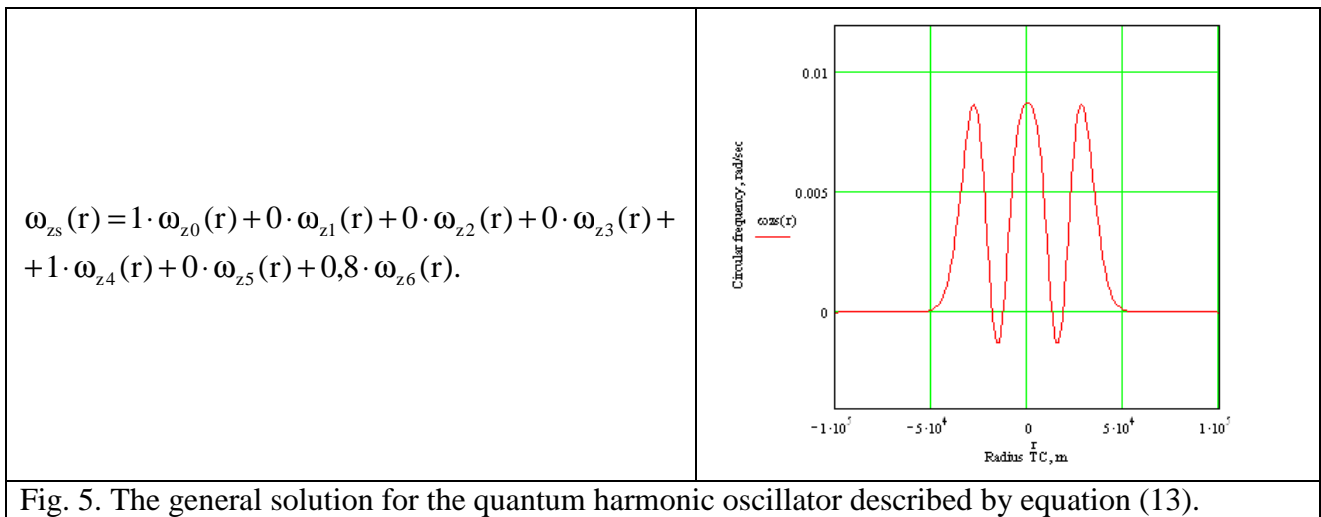 ω_zs(r) = 1·ω_z0(r) + 0·ω_z1(r) + 0·ω_z2(r) + 0·ω_z3(r) +
+ 1·ω_z4(r) + 0·ω_z5(r) + 0,8·ω_z6(r).
Circular frequency, rad/sec
ωzs(r)
0.01
0.005
0
−1·10⁵
−5·10⁴
0
5·10⁴
1·10⁵
r
Radius TC, m
Fig. 5. The general solution for the quantum harmonic oscillator described by equation (13).